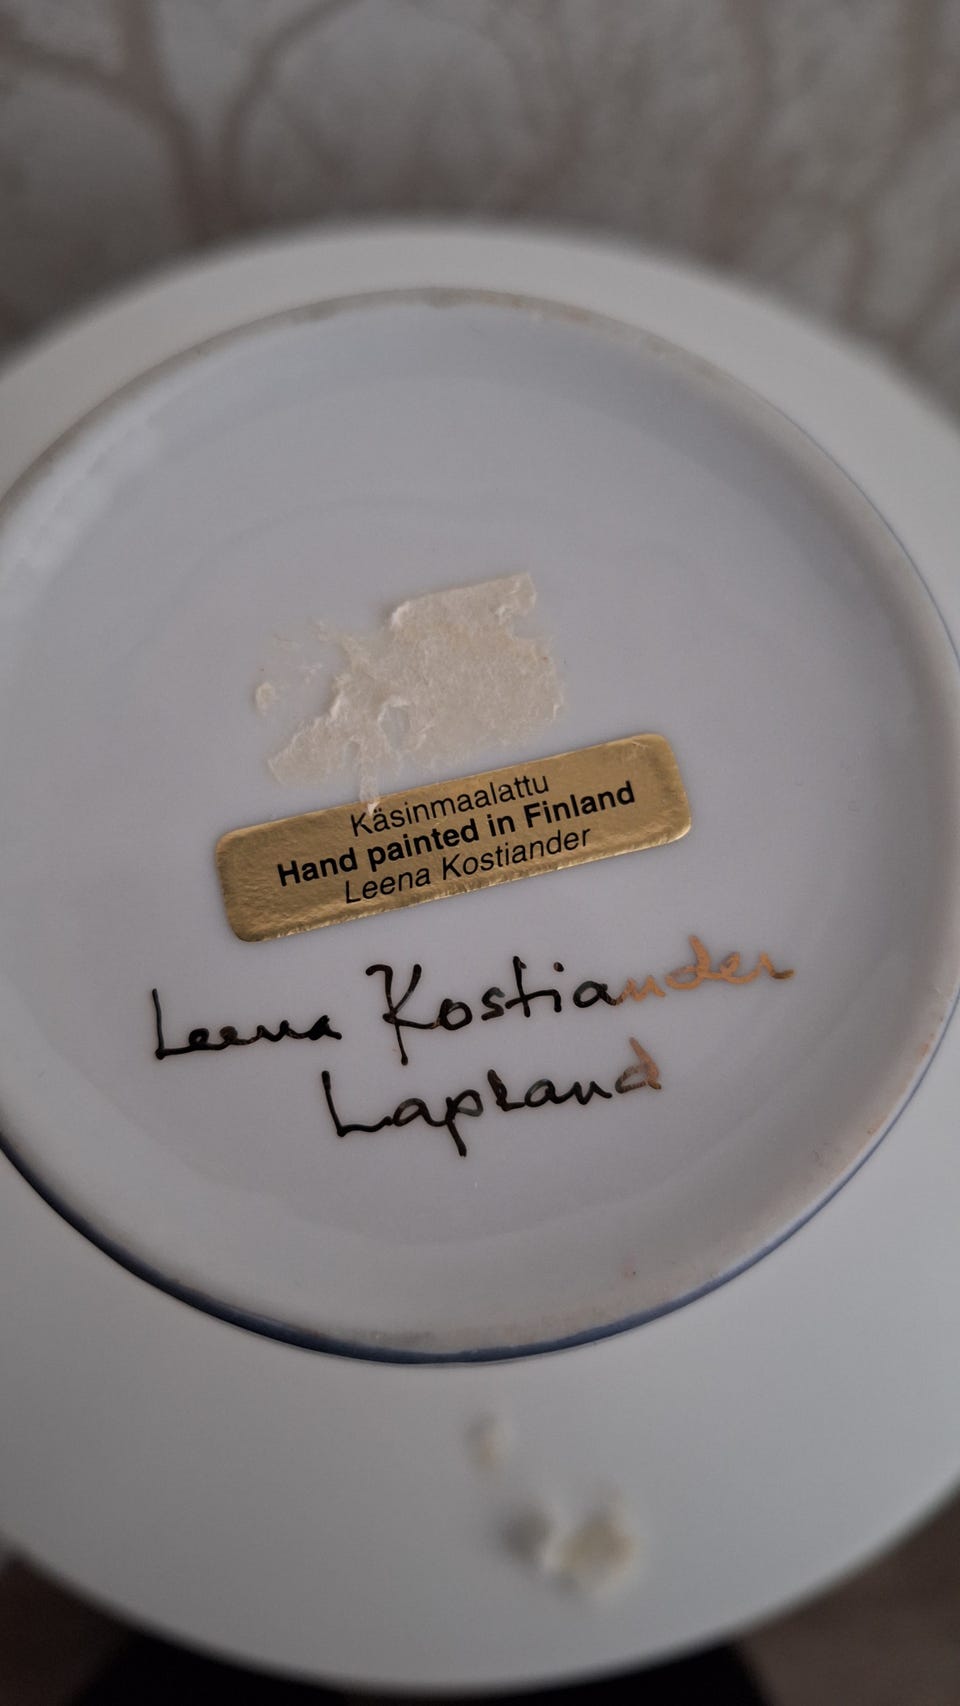 Käsinmaalattu
Hand painted in Finland
Leena Kostiander
Leena Kostiander
Lapland